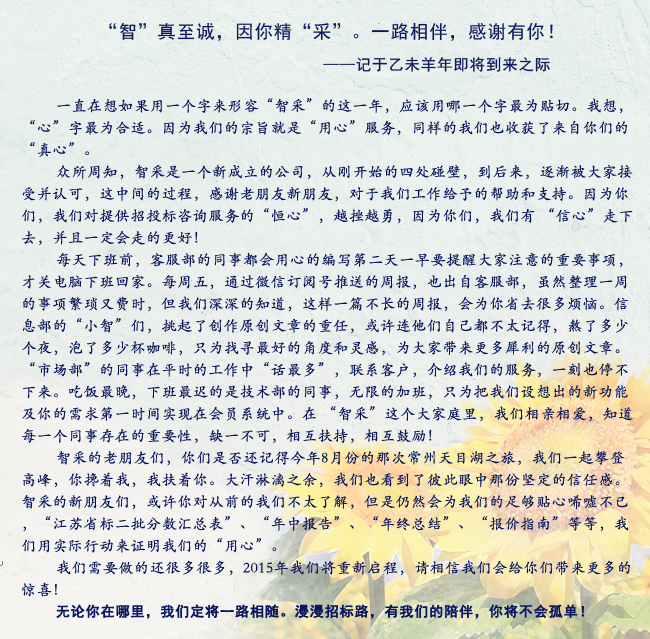 “智”真至诚，因你精“采”。一路相伴，感谢有你！
——记于乙未羊年即将到来之际
一直在想如果用一个字来形容“智采”的这一年，应该用哪一个字最为贴切。我想，
“心”字最为合适。因为我们的宗旨就是“用心”服务，同样的我们也收获了来自你们的
“真心”。
众所周知，智采是一个新成立的公司，从刚开始的四处碰壁，到后来，逐渐被大家接
受并认可，这中间的过程，感谢老朋友新朋友，对于我们工作给予的帮助和支持。因为你
们，我们对提供招投标咨询服务的“恒心”，越挫越勇，因为你们，我们有“信心”走下
去，并且一定会走的更好！
每天下班前，客服部的同事都会用心的编写第二天一早要提醒大家注意的重要事项，
才关电脑下班回家。每周五，通过微信订阅号推送的周报，也出自客服部，虽然整理一周
的事项繁琐又费时，但我们深深的知道，这样一篇不长的周报，会为你省去很多烦恼。信
息部的“小智”们，挑起了创作原创文章的重任，或许连他们自己都不太记得，熬了多少
个夜，泡了多少杯咖啡，只为找寻最好的角度和灵感，为大家带来更多犀利的原创文章。
“市场部”的同事在平时的工作中“话最多”，联系客户，介绍我们的服务，一刻也停不
下来。吃饭最晚，下班最迟的是技术部的同事，无限的加班，只为把我们设想出的新功能
及你的需求第一时间实现在会员系统中。在“智采”这个大家庭里，我们相亲相爱，知道
每一个同事存在的重要性，缺一不可，相互扶持，相互鼓励！
智采的老朋友们，你们是否还记得今年8月份的那次常州天目湖之旅，我们一起攀登
高峰，你搀着我，我扶着你。大汗淋漓之余，我们也看到了彼此眼中那份坚定的信任感。
智采的新朋友们，或许你对从前的我们不太了解，但是仍然会为我们的足够贴心唏嘘不已
，“江苏省标二批分数汇总表”、“年中报告”、“年终总结”、“报价指南”等等，我
们用实际行动来证明我们的“用心”。
我们需要做的还很多很多，2015年我们将重新启程，请相信我们会给你们带来更多的
惊喜！
无论你在哪里，我们定将一路相随。漫漫招标路，有我们的陪伴，你将不会孤单！